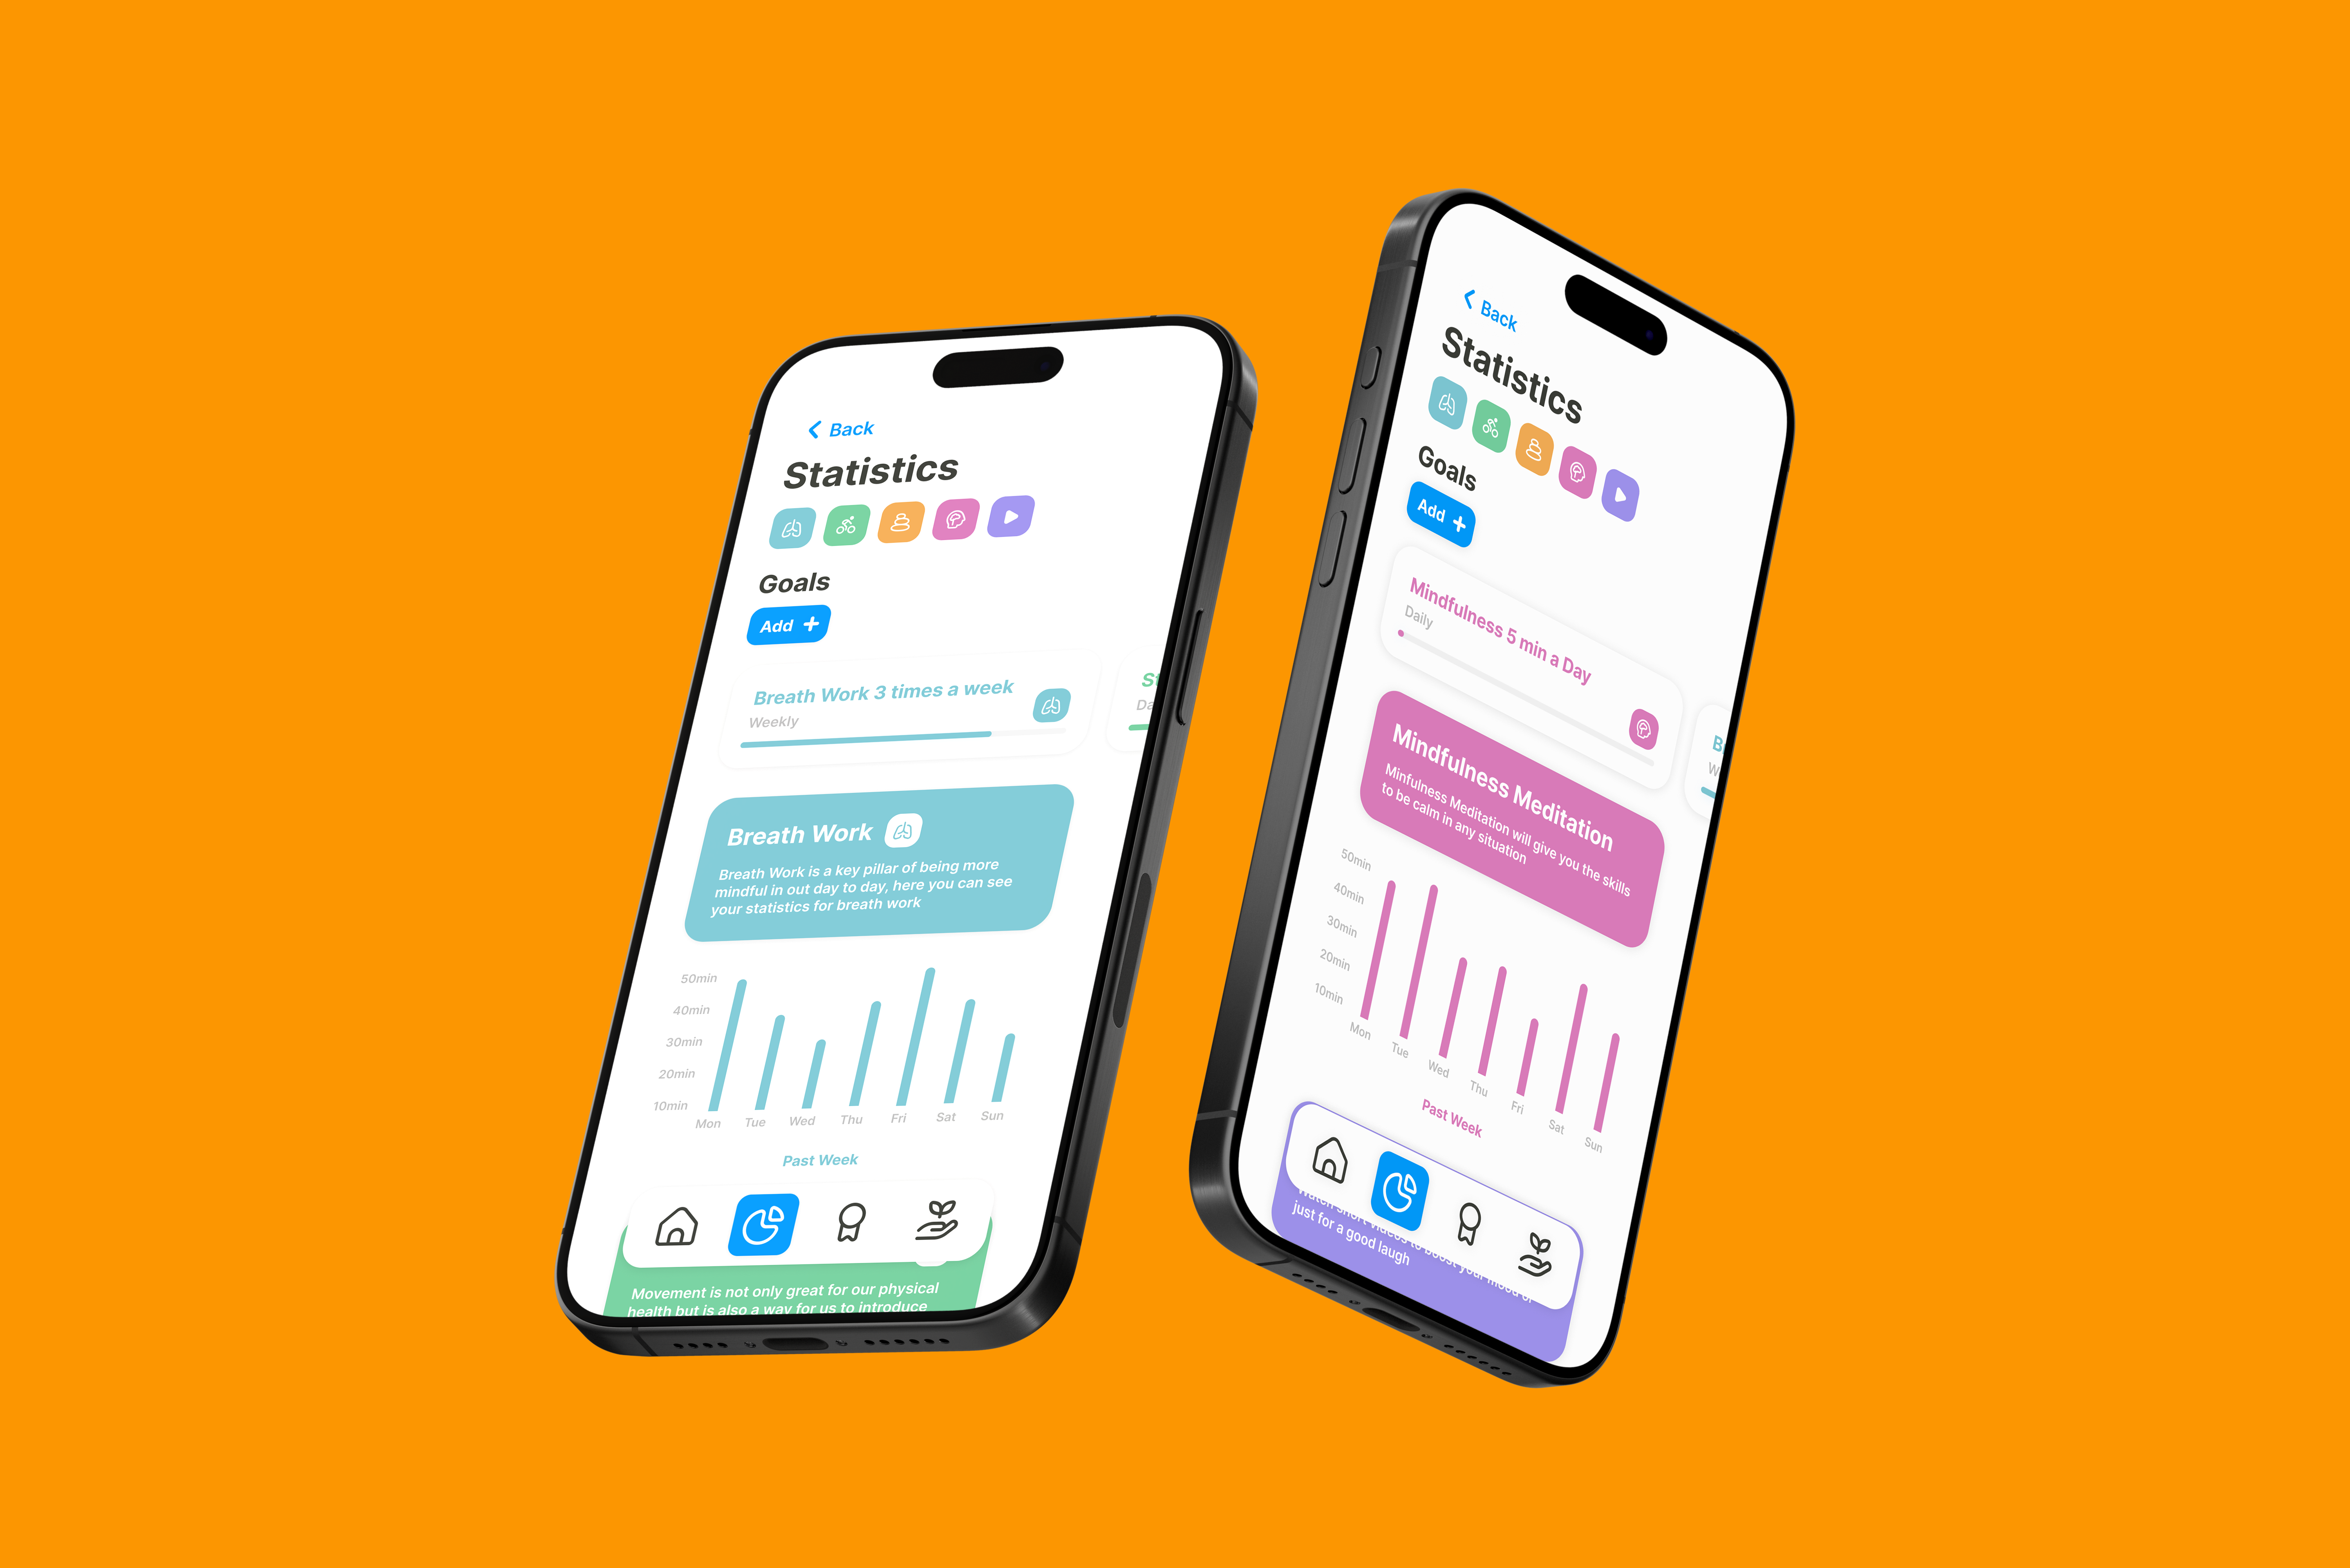 Back
Statistics
Goals
Add +
Breath Work 3 times a week
Weekly
Breath Work
Breath Work is a key pillar of being more
mindful in out day to day, here you can see
your statistics for breath work
50min
40min
30min
20min
10min
Mon Tue Wed Thu Fri Sat Sun
Past Week
Movement is not only great for our physical
health but is also a way for us to introduce
Back
Statistics
Goals
Add +
Mindfulness 5 min a Day
Daily
Mindfulness Meditation
Minfulness Meditation will give you the skills
to be calm in any situation
50min
40min
30min
20min
10min
Mon Tue Wed Thu Fri Sat Sun
Past Week
Watch short videos to boost your mood or
just for a good laugh